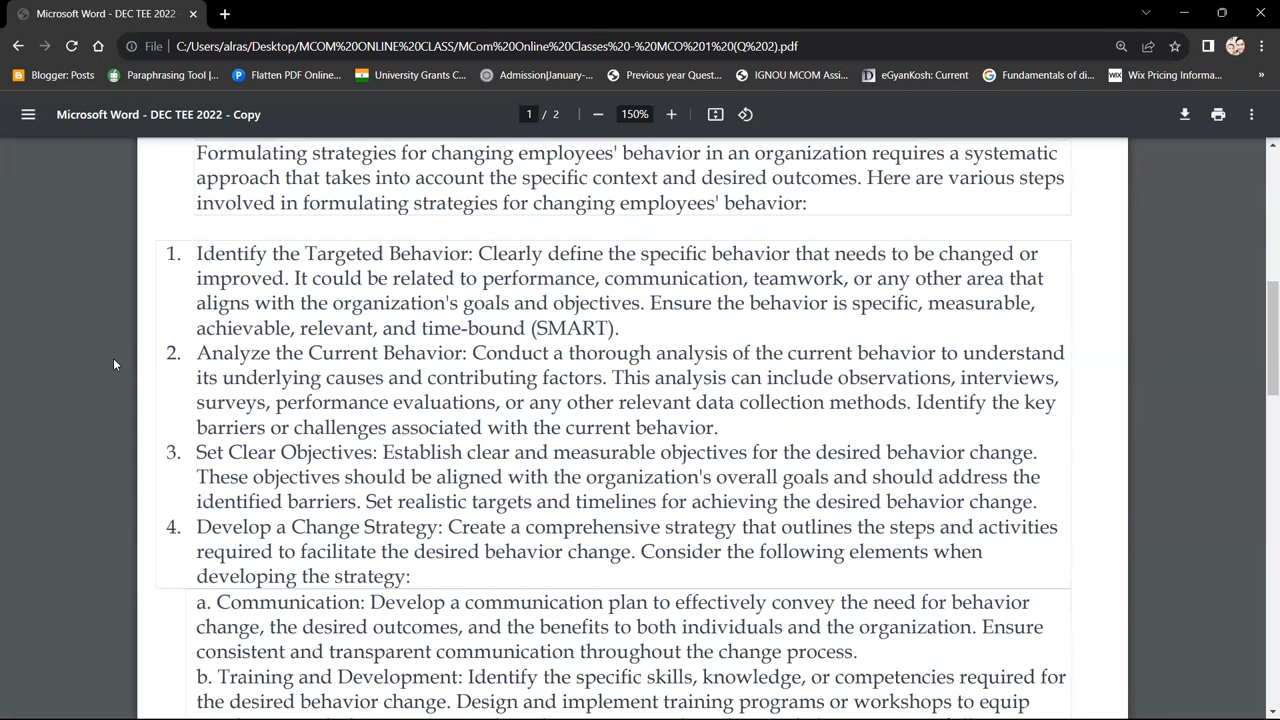 Microsoft Word - DEC TEE 2022 -
File C:/Users/alras/Desktop/MCOM%20ONLINE%20CLASS/MCom%20Online%20Classes%20-%20MCO%201%20(Q%202).pdf
Blogger: Posts Paraphrasing Tool |... Flatten PDF Online... University Grants C... Admission|January-... Previous year Quest... IGNOU MCOM Assi... eGyanKosh: Current Fundamentals of di... Wix Pricing Informa... »
Microsoft Word - DEC TEE 2022 - Copy 1 / 2 150%
Formulating strategies for changing employees' behavior in an organization requires a systematic
approach that takes into account the specific context and desired outcomes. Here are various steps
involved in formulating strategies for changing employees' behavior:
1. Identify the Targeted Behavior: Clearly define the specific behavior that needs to be changed or
improved. It could be related to performance, communication, teamwork, or any other area that
aligns with the organization's goals and objectives. Ensure the behavior is specific, measurable,
achievable, relevant, and time-bound (SMART).
2. Analyze the Current Behavior: Conduct a thorough analysis of the current behavior to understand
its underlying causes and contributing factors. This analysis can include observations, interviews,
surveys, performance evaluations, or any other relevant data collection methods. Identify the key
barriers or challenges associated with the current behavior.
3. Set Clear Objectives: Establish clear and measurable objectives for the desired behavior change.
These objectives should be aligned with the organization's overall goals and should address the
identified barriers. Set realistic targets and timelines for achieving the desired behavior change.
4. Develop a Change Strategy: Create a comprehensive strategy that outlines the steps and activities
required to facilitate the desired behavior change. Consider the following elements when
developing the strategy:
a. Communication: Develop a communication plan to effectively convey the need for behavior
change, the desired outcomes, and the benefits to both individuals and the organization. Ensure
consistent and transparent communication throughout the change process.
b. Training and Development: Identify the specific skills, knowledge, or competencies required for
the desired behavior change. Design and implement training programs or workshops to equip